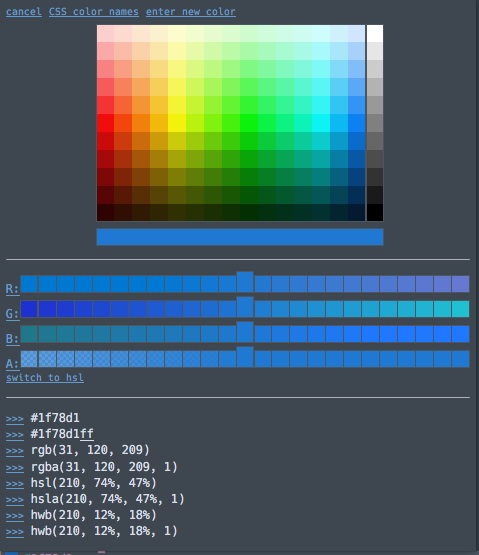 cancel CSS color names enter new color
R:
G:
B:
A:
switch to hsl
>>> #1f78d1
>>> #1f78d1ff
>>> rgb(31, 120, 209)
>>> rgba(31, 120, 209, 1)
>>> hsl(210, 74%, 47%)
>>> hsla(210, 74%, 47%, 1)
>>> hwb(210, 12%, 18%)
>>> hwb(210, 12%, 18%, 1)